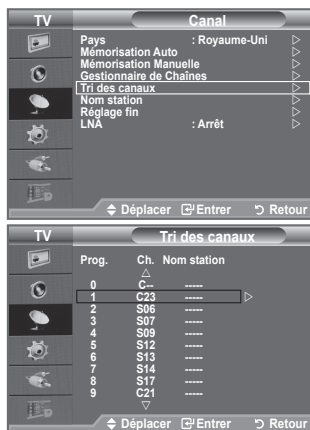 TV Canal
Pays : Royaume-Uni
Mémorisation Auto
Mémorisation Manuelle
Gestionnaire de Chaînes
Tri des canaux
Nom station
Réglage fin
LNA : Arrêt
Déplacer Entrer Retour
TV Tri des canaux
Prog. Ch. Nom station
0 C-- -----
1 C23 -----
2 S06 -----
3 S07 -----
4 S09 -----
5 S12 -----
6 S13 -----
7 S14 -----
8 S17 -----
9 C21 -----
Déplacer Entrer Retour